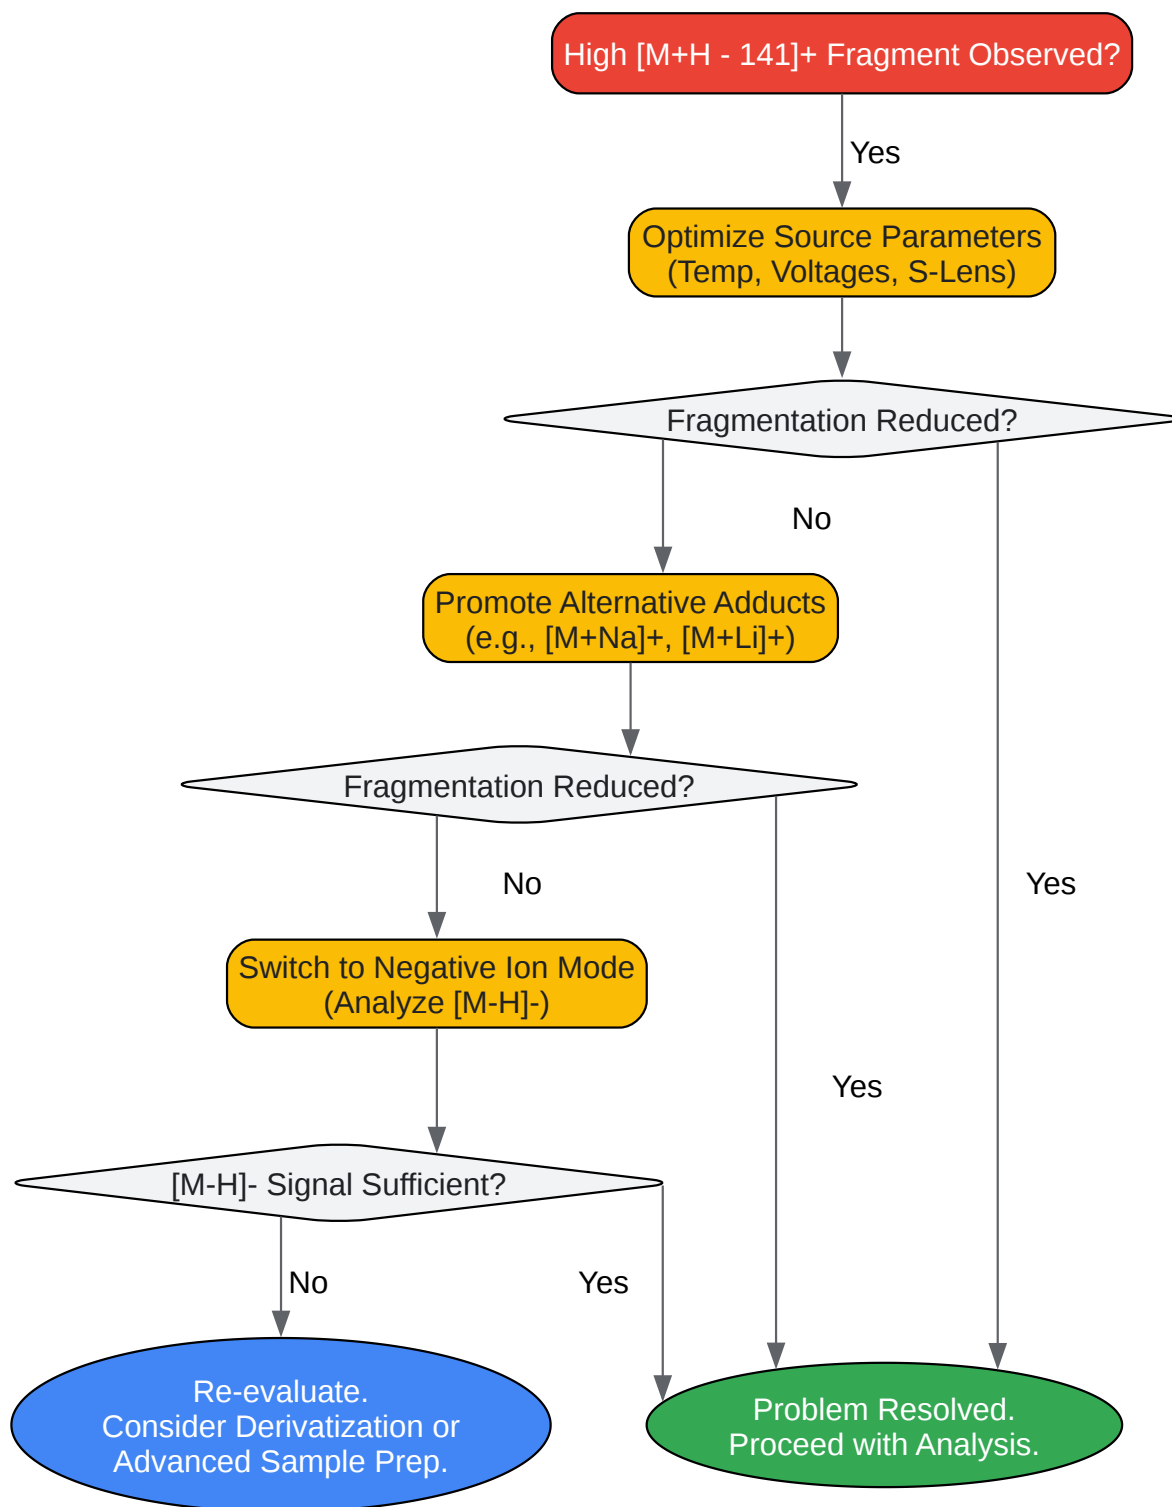 High [M+H - 141]+ Fragment Observed?
Yes
Optimize Source Parameters
(Temp, Voltages, S-Lens)
Fragmentation Reduced?
No
Promote Alternative Adducts
(e.g., [M+Na]+, [M+Li]+)
Fragmentation Reduced?
No
Yes
Switch to Negative Ion Mode
(Analyze [M-H]-)
Yes
[M-H]- Signal Sufficient?
No
Yes
Re-evaluate.
Consider Derivatization or
Advanced Sample Prep.
Problem Resolved.
Proceed with Analysis.